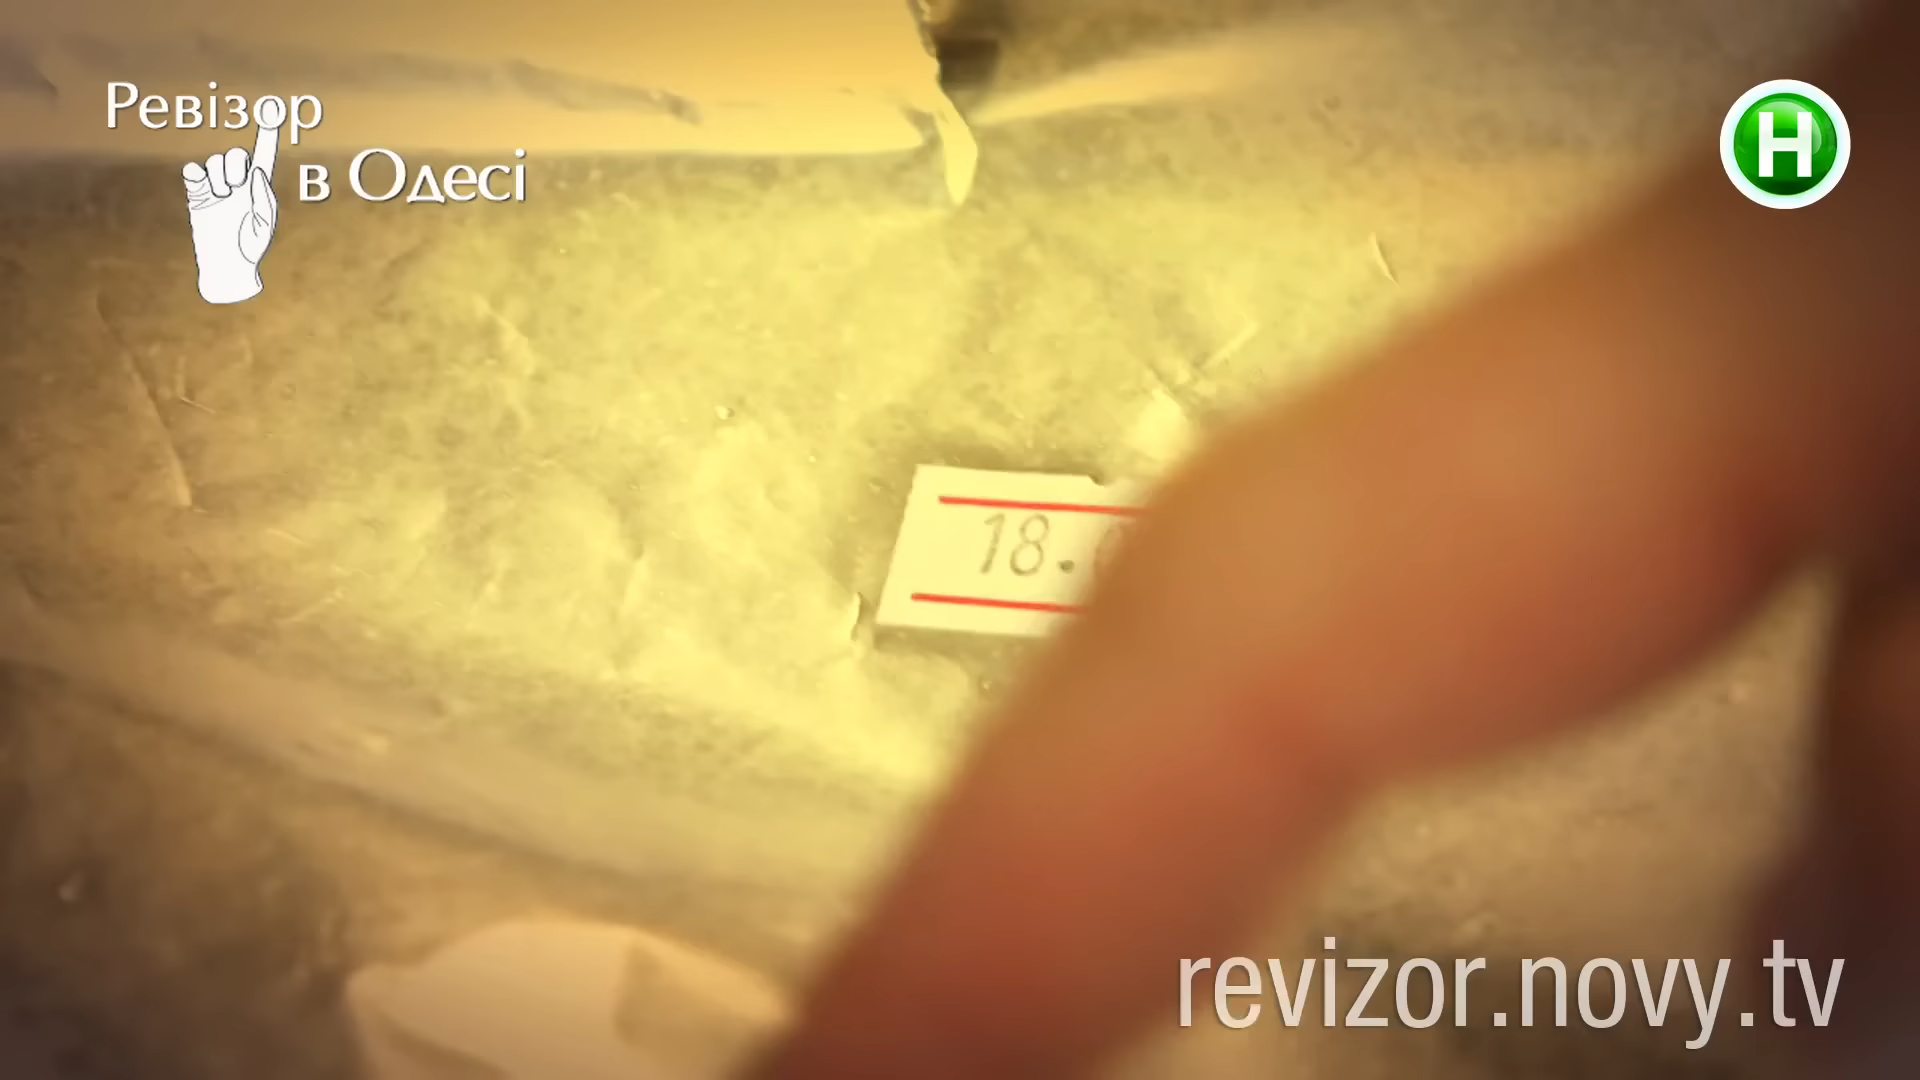 Ревізор
в Одесі
H
18.
revizor.novy.tv